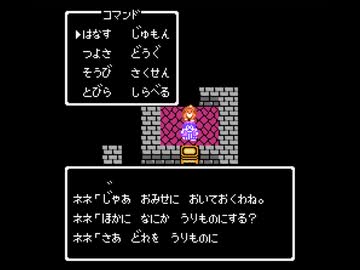 コマンド
▶はなす　じゅもん
つよさ　どうぐ
そうび　さくせん
とびら　しらべる
ネネ「じゃあ　おみせに　おいておくわね。
ネネ「ほかに　なにか　うりものにする？
ネネ「さあ　どれを　うりものに